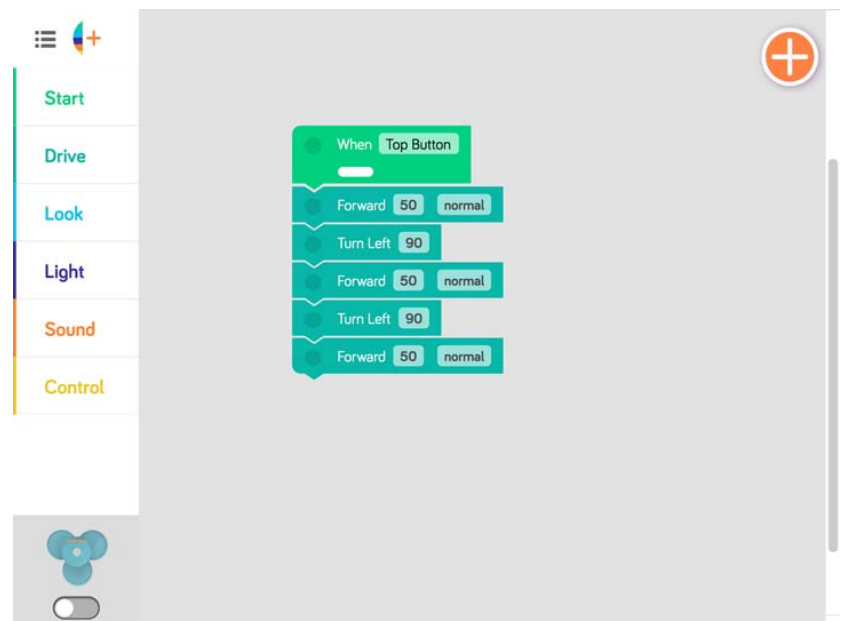 Start
Drive
Look
Light
Sound
Control
When Top Button
Forward 50 normal
Turn Left 90
Forward 50 normal
Turn Left 90
Forward 50 normal